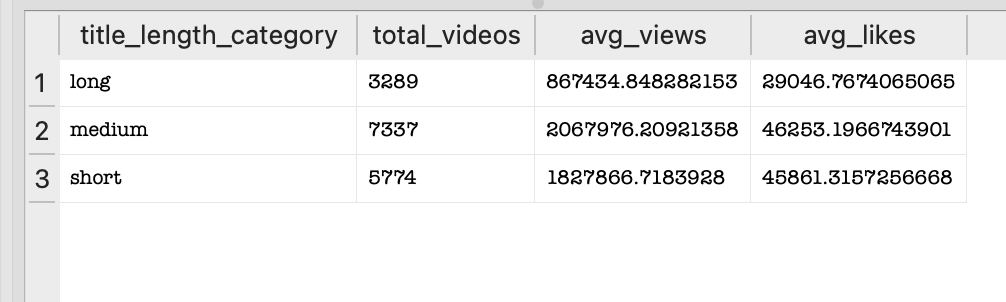 title_length_category total_videos avg_views avg_likes
1 long 3289 867434.848282153 29046.7674065065
2 medium 7337 2067976.20921358 46253.1966743901
3 short 5774 1827866.7183928 45861.3157256668